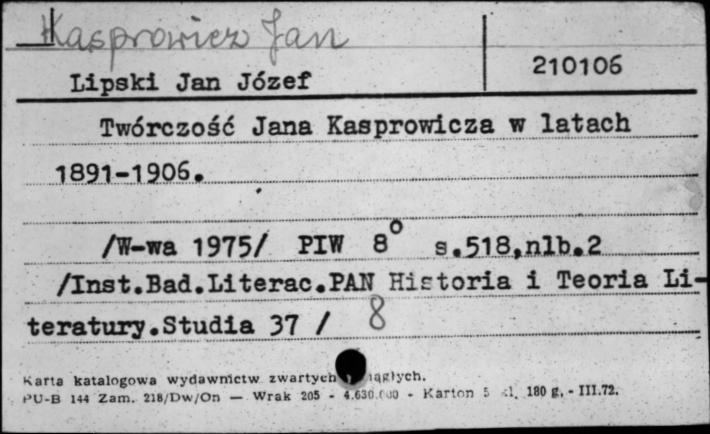 Kasprowicz Jan
Lipski Jan Józef 210106
Twórczość Jana Kasprowicza w latach
1891-1906.
/W-wa 1975/ PIW 8° s.518,nlb.2
/Inst.Bad.Literac.PAN Historia i Teoria Li-
teratury.Studia 37 / 8
Karta katalogowa wydawnictw zwartych
PU-B 144 Zam. 218/Dw/On — Wrak 205 - 4.630.000 - Karton 5 kl. 180 g. - III.72.